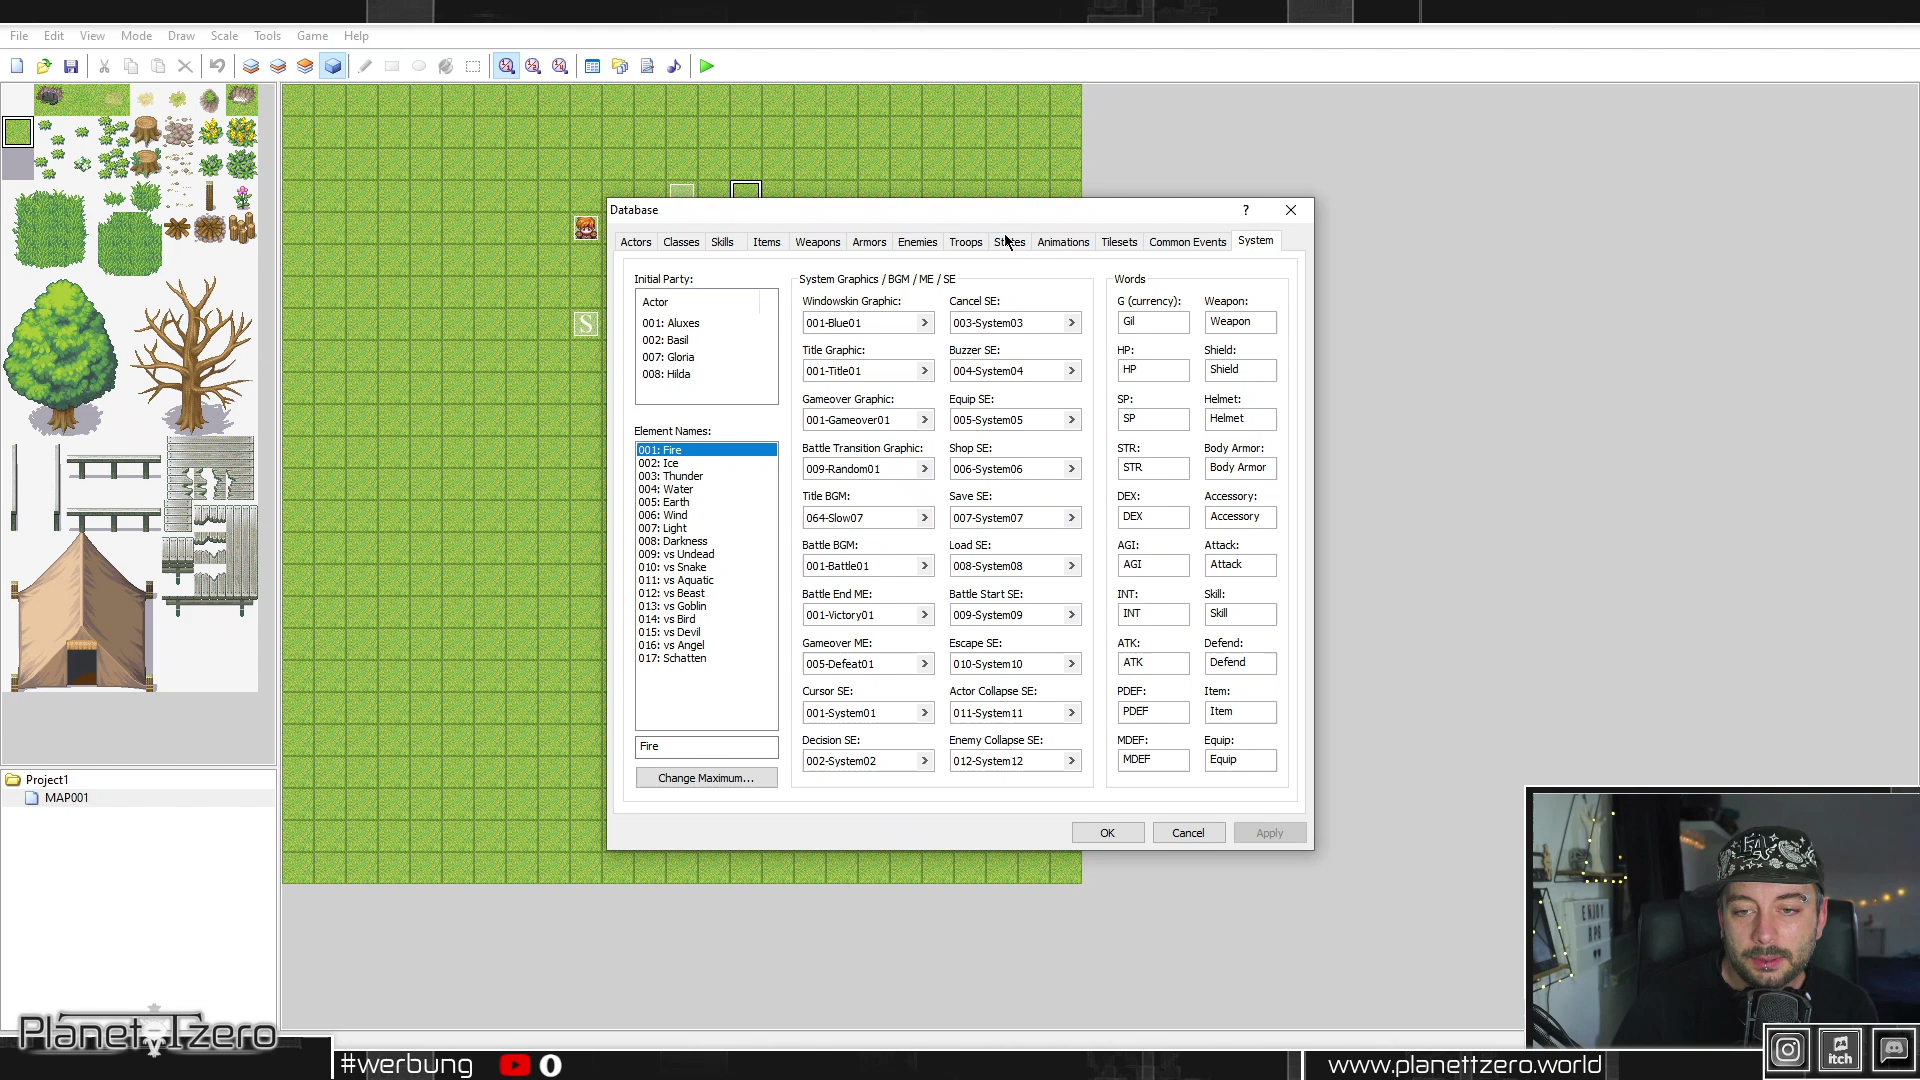 File Edit View Mode Draw Scale Tools Game Help
Database
Actors Classes Skills Items Weapons Armors Enemies Troops States Animations Tilesets Common Events System
Initial Party:
Actor
001: Aluxes
002: Basil
007: Gloria
008: Hilda
Element Names:
001: Fire
002: Ice
003: Thunder
004: Water
005: Earth
006: Wind
007: Light
008: Darkness
009: vs Undead
010: vs Snake
011: vs Aquatic
012: vs Beast
013: vs Goblin
014: vs Bird
015: vs Devil
016: vs Angel
017: Schatten
Fire
Change Maximum...
System Graphics / BGM / ME / SE
Windowskin Graphic: Cancel SE:
001-Blue01 003-System03
Title Graphic: Buzzer SE:
001-Title01 004-System04
Gameover Graphic: Equip SE:
001-Gameover01 005-System05
Battle Transition Graphic: Shop SE:
009-Random01 006-System06
Title BGM: Save SE:
064-Slow07 007-System07
Battle BGM: Load SE:
001-Battle01 008-System08
Battle End ME: Battle Start SE:
001-Victory01 009-System09
Gameover ME: Escape SE:
005-Defeat01 010-System10
Cursor SE: Actor Collapse SE:
001-System01 011-System11
Decision SE: Enemy Collapse SE:
002-System02 012-System12
Words
G (currency): Weapon:
Gil Weapon
HP: Shield:
HP Shield
SP: Helmet:
SP Helmet
STR: Body Armor:
STR Body Armor
DEX: Accessory:
DEX Accessory
AGI: Attack:
AGI Attack
INT: Skill:
INT Skill
ATK: Defend:
ATK Defend
PDEF: Item:
PDEF Item
MDEF: Equip:
MDEF Equip
OK Cancel Apply
S
Project1
MAP001
ENJOY
RPG
PlanetTzero
#werbung 0
www.planettzero.world
itch